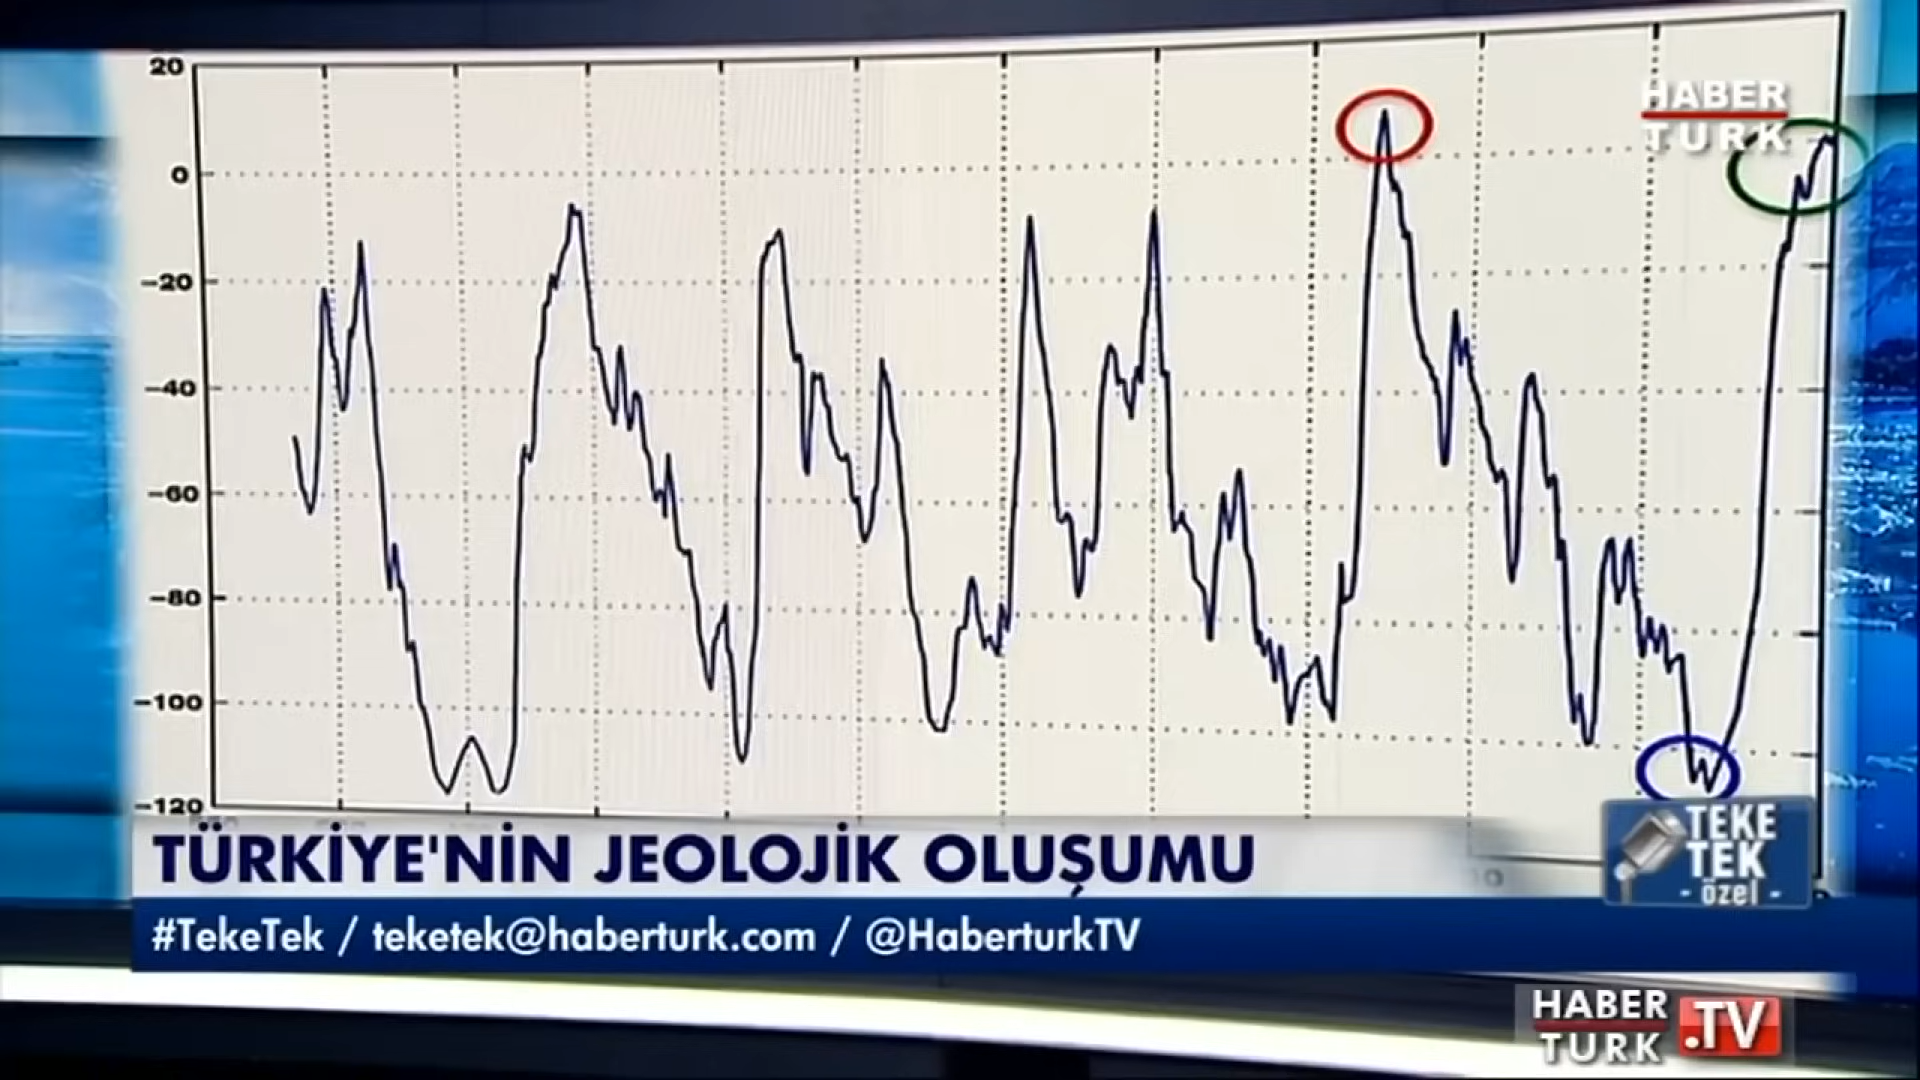 20
0
-20
-40
-60
-80
-100
-120
HABER
TURK
TÜRKİYE'NİN JEOLOJİK OLUŞUMU
TEKE
TEK
- özel -
#TekeTek / teketek@haberturk.com / @HaberturkTV
HABER
TURK
.TV